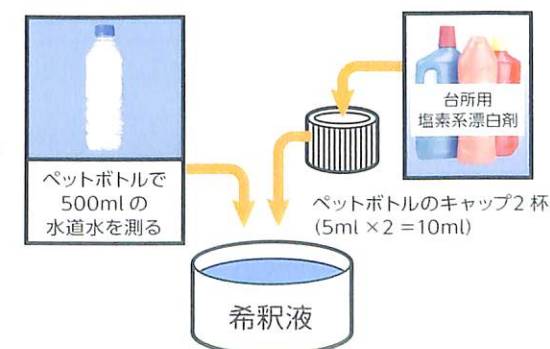 ペットボトルで
500mlの
水道水を測る
台所用
塩素系漂白剤
ペットボトルのキャップ2杯
(5ml×2=10ml)
希釈液